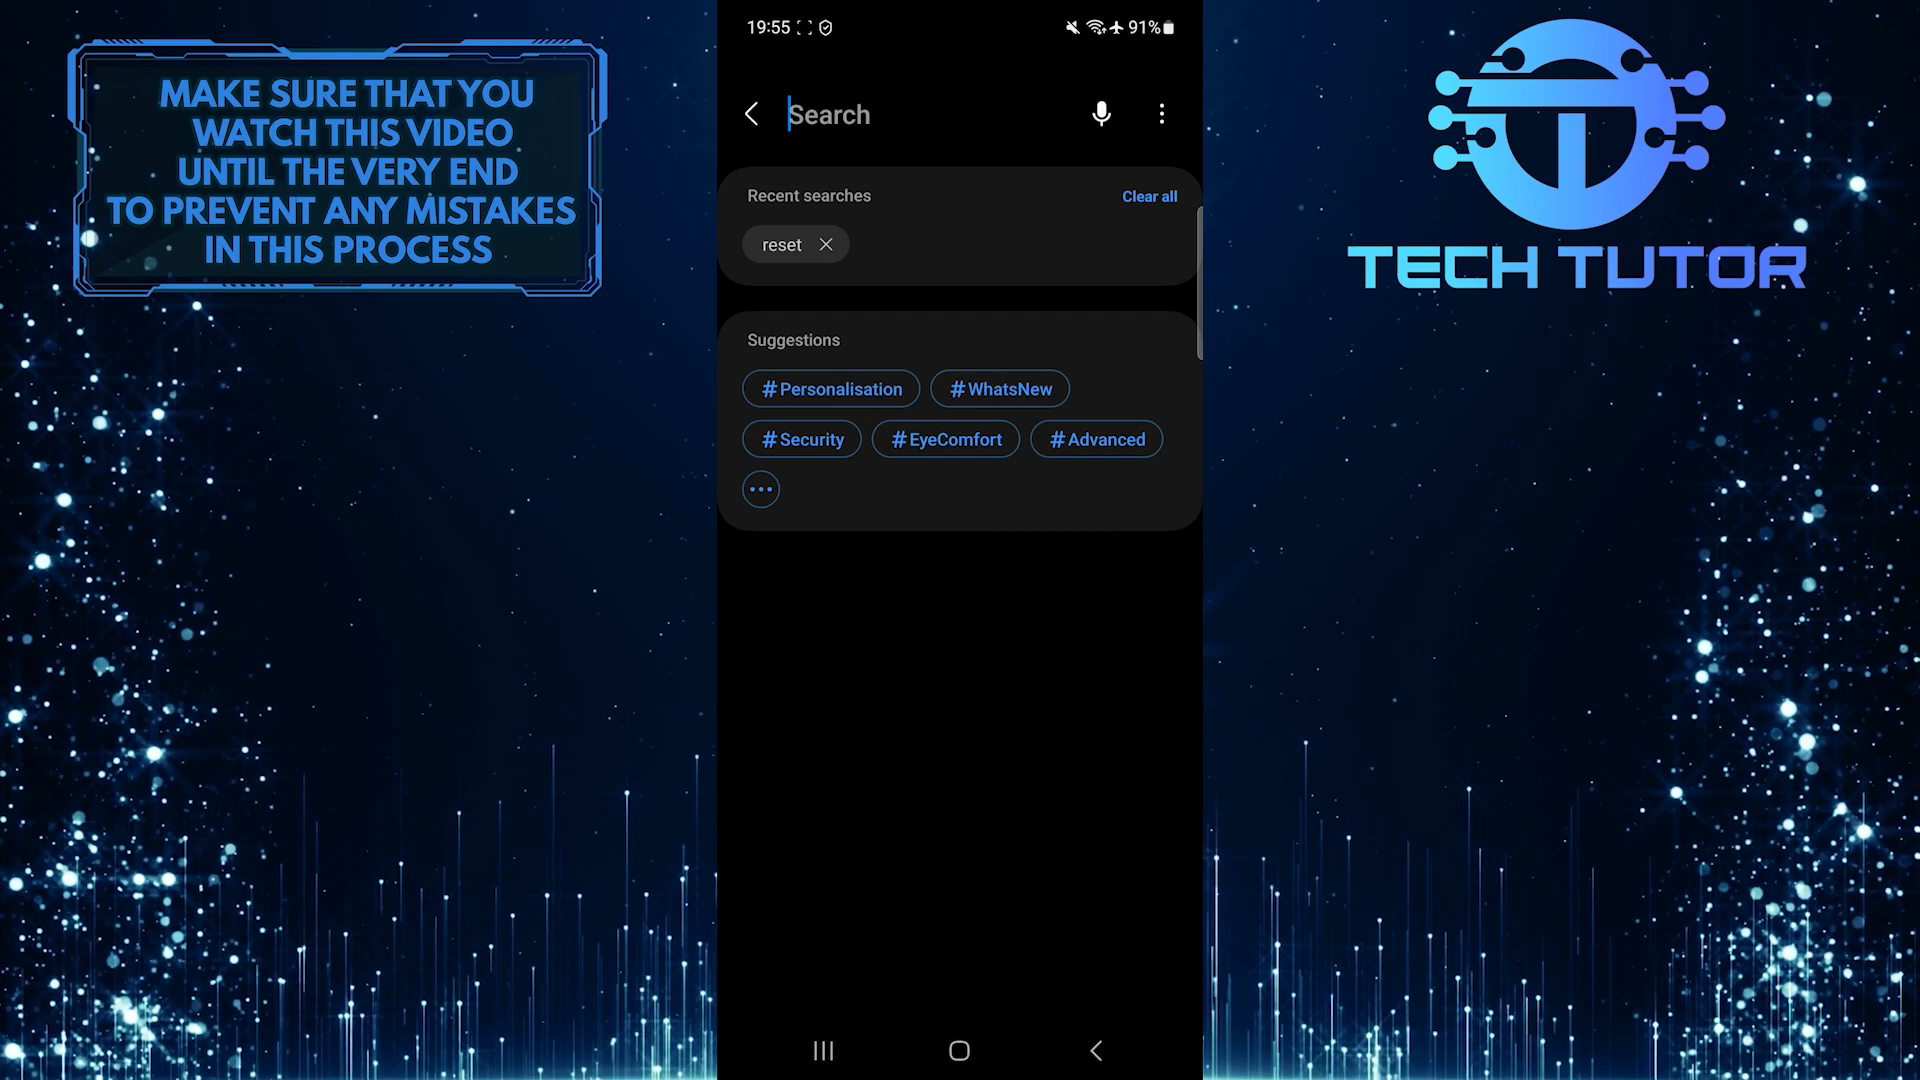 MAKE SURE THAT YOU
WATCH THIS VIDEO
UNTIL THE VERY END
TO PREVENT ANY MISTAKES
IN THIS PROCESS
19:55
91%
Search
Recent searches
Clear all
reset
Suggestions
#Personalisation
#WhatsNew
#Security
#EyeComfort
#Advanced
TECH TUTOR